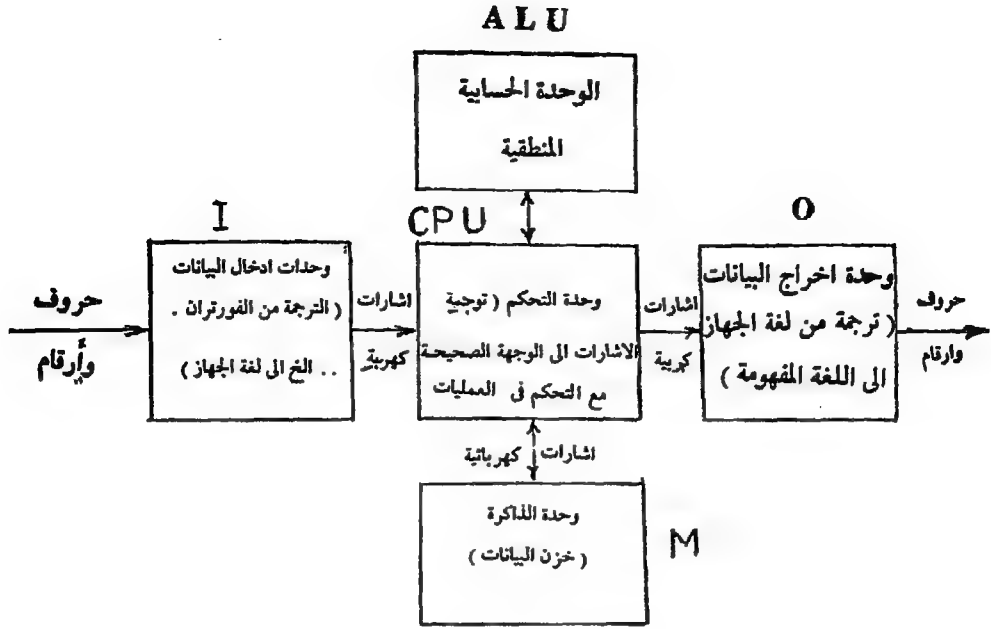 ALU
الوحدة الحسابية
المنطقية
I
CPU
O
وحدات ادخال البيانات
( الترجمة من الفورتران .
.. الخ الى لغة الجهاز )
وحدة التحكم ( توجية
الاشارات الى الوجهة الصحيحة
مع التحكم فى العمليات
وحدة اخراج البيانات
( ترجمة من لغة الجهاز
الى اللغة المفهومة )
حروف
وأرقام
اشارات
كهربية
اشارات
كهربية
حروف
وارقام
اشارات كهربائية
وحدة الذاكرة
( خزن البيانات )
M